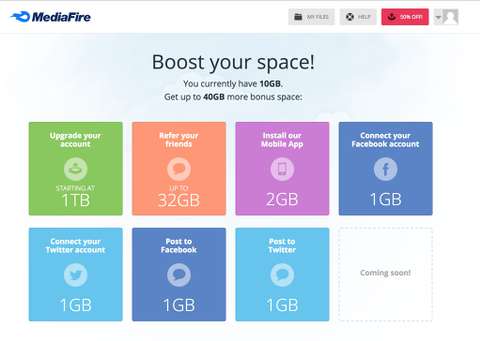 MediaFire
MY FILES
HELP
50% OFF!
Boost your space!
You currently have 10GB.
Get up to 40GB more bonus space:
Upgrade your
account
STARTING AT
1TB
Refer your
friends
UP TO
32GB
Install our
Mobile App
2GB
Connect your
Facebook account
1GB
Connect your
Twitter account
1GB
Post to
Facebook
1GB
Post to
Twitter
1GB
Coming soon!